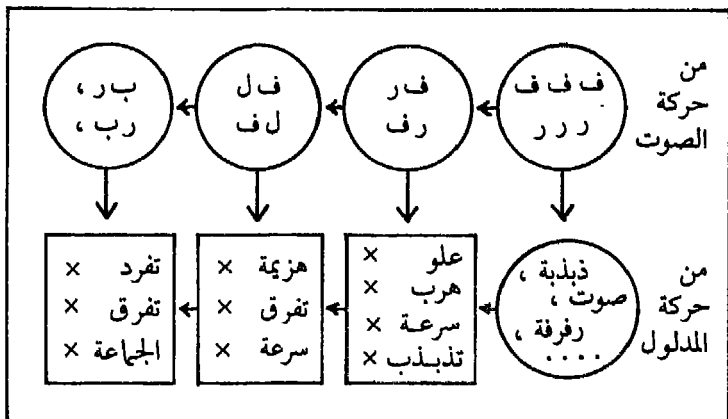 من
حركة
الصوت
ف ف ف
ر ر ر
ف ر
ر ف
ف ل
ل ف
ب ر ،
ر ب ،
من
حركة
المدلول
ذبذبة ،
صوت ،
رفرفة ،
....
علو ×
هرب ×
سرعة ×
تذبذب ×
هزيمة ×
تفرق ×
سرعة ×
تفرد ×
تفرق ×
الجماعة ×